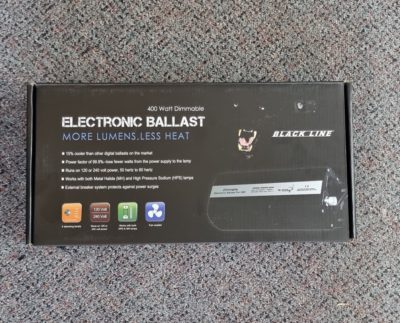 400 Watt Dimmable
ELECTRONIC BALLAST
MORE LUMENS.LESS HEAT
BLACK LINE
15% cooler than other digital ballasts on the market
Power factor of 99.9%-lose fewer watts from the power supply to the lamp
Runs on 120 or 240 volt power, 50 hertz to 60 hertz
Works with both Metal Halide (MH) and High Pressure Sodium (HPS) lamps
External breaker system protects against power surges
120 Volt
240 Volt